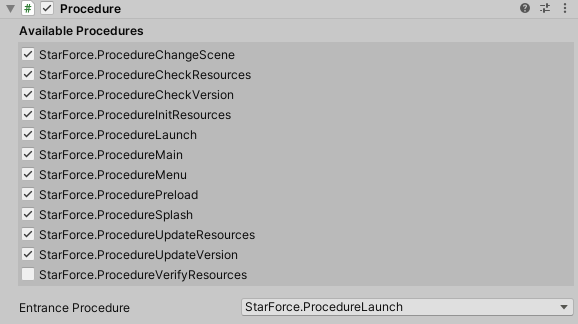 Procedure
Available Procedures
StarForce.ProcedureChangeScene
StarForce.ProcedureCheckResources
StarForce.ProcedureCheckVersion
StarForce.ProcedureInitResources
StarForce.ProcedureLaunch
StarForce.ProcedureMain
StarForce.ProcedureMenu
StarForce.ProcedurePreload
StarForce.ProcedureSplash
StarForce.ProcedureUpdateResources
StarForce.ProcedureUpdateVersion
StarForce.ProcedureVerifyResources
Entrance Procedure StarForce.ProcedureLaunch